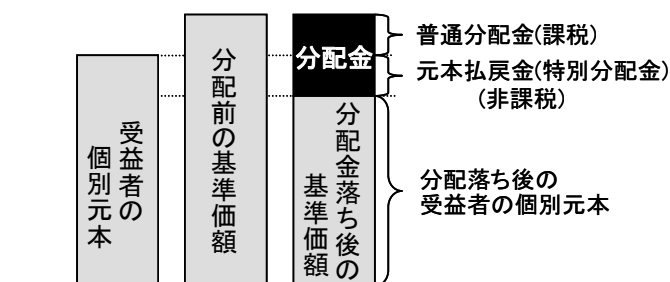 受益者の
個別元本
分配前の基準価額
分配金
分配金落ち後の
基準価額
普通分配金(課税)
元本払戻金(特別分配金)
(非課税)
分配落ち後の
受益者の個別元本